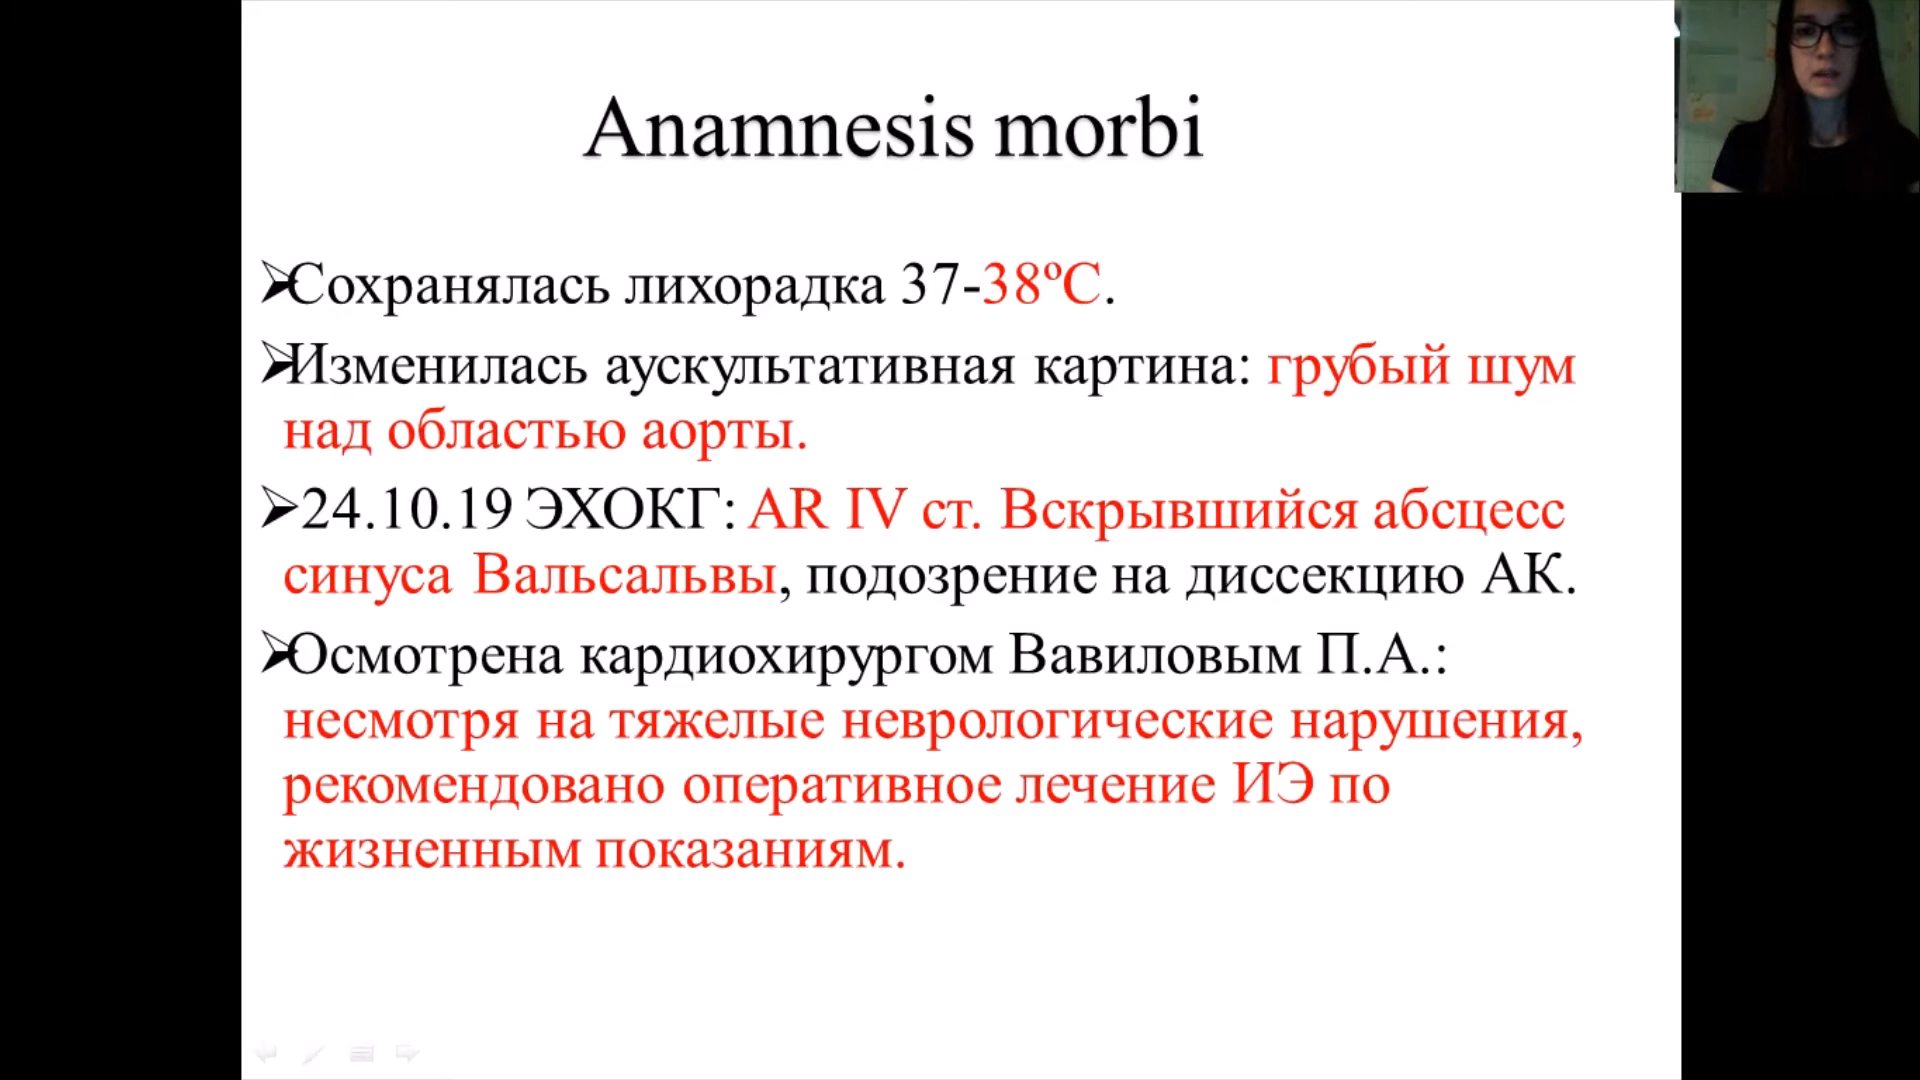 Anamnesis morbi
➢Сохранялась лихорадка 37-38ºС.
➢Изменилась аускультативная картина: грубый шум
над областью аорты.
➢24.10.19 ЭХОКГ: AR IV ст. Вскрывшийся абсцесс
синуса Вальсальвы, подозрение на диссекцию АК.
➢Осмотрена кардиохирургом Вавиловым П.А.:
несмотря на тяжелые неврологические нарушения,
рекомендовано оперативное лечение ИЭ по
жизненным показаниям.